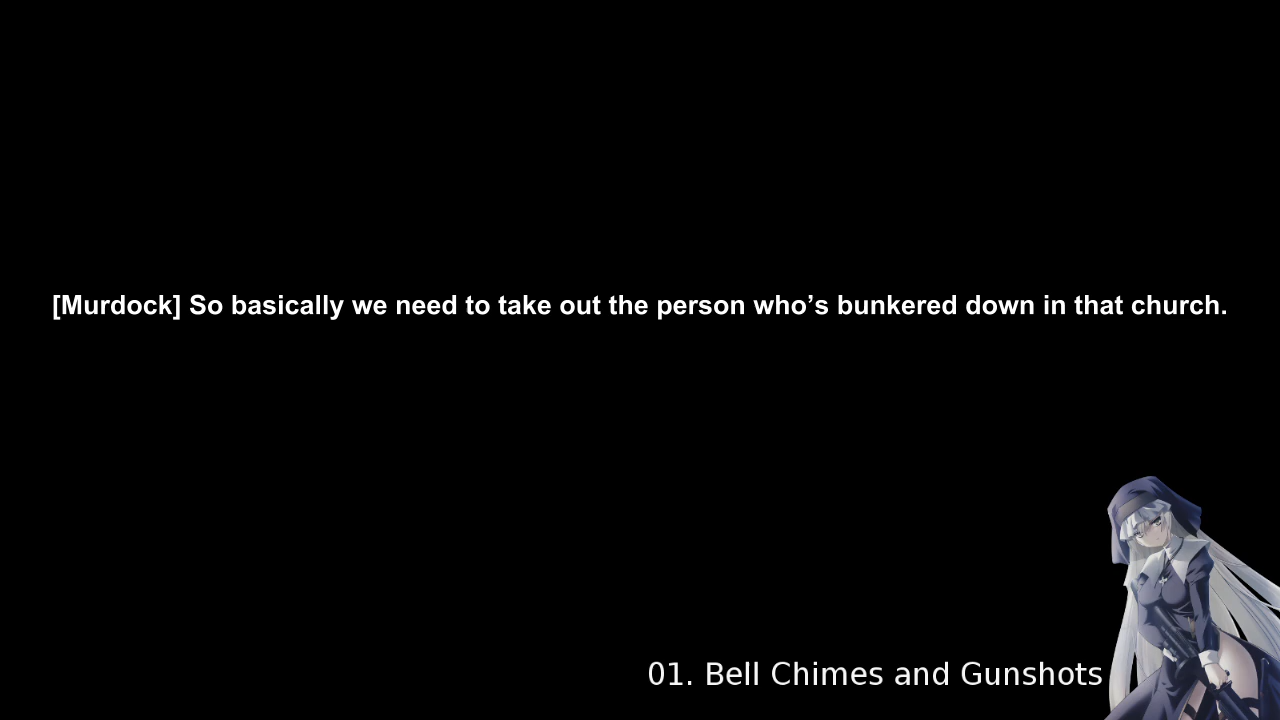 [Murdock] So basically we need to take out the person who’s bunkered down in that church.
01. Bell Chimes and Gunshots